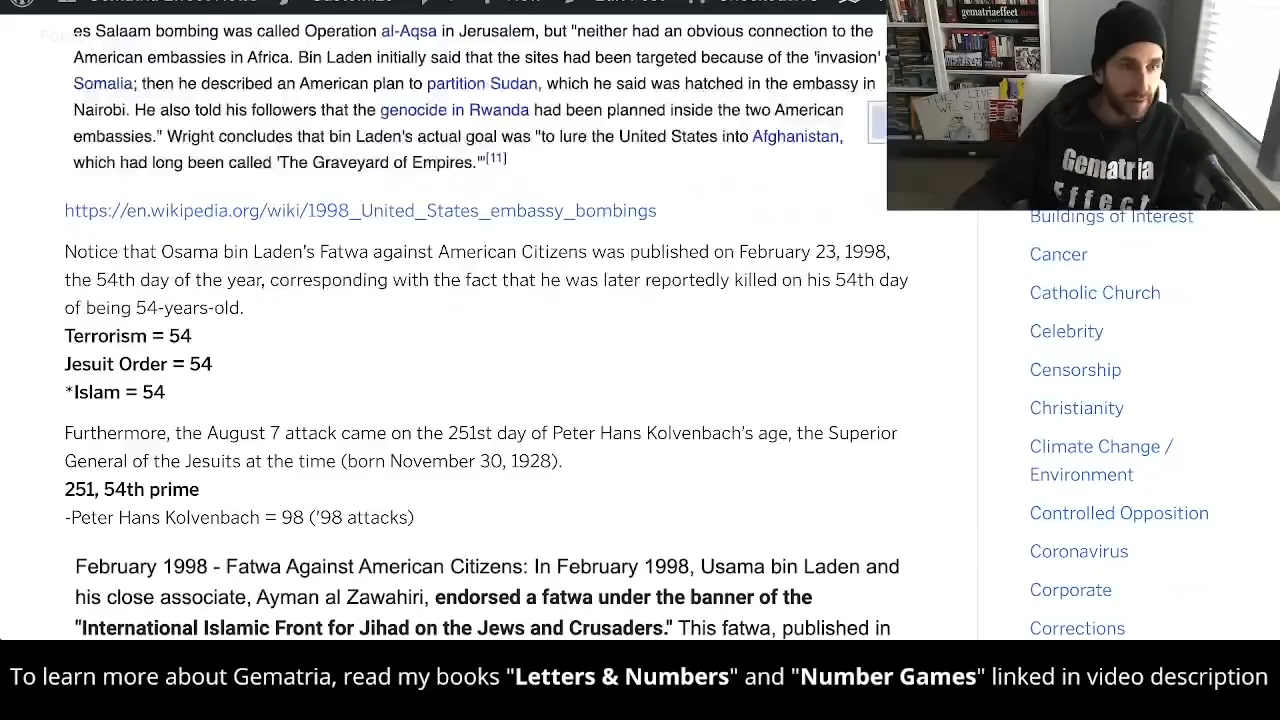 es Salaam bombing was called Operation al-Aqsa in Jerusalem, but "neither had an obvious connection to the
American embassies in Africa. Bin Laden initially said that the sites had been targeted because of the 'invasion'
Somalia; then he described an American plan to partition Sudan, which he said was hatched in the embassy in
Nairobi. He also told his followers that the genocide in Rwanda had been planned inside the two American
embassies." Wright concludes that bin Laden's actual goal was "to lure the United States into Afghanistan,
which had long been called 'The Graveyard of Empires.'"[11]
https://en.wikipedia.org/wiki/1998_United_States_embassy_bombings
Notice that Osama bin Laden's Fatwa against American Citizens was published on February 23, 1998,
the 54th day of the year, corresponding with the fact that he was later reportedly killed on his 54th day
of being 54-years-old.
Terrorism = 54
Jesuit Order = 54
*Islam = 54
Furthermore, the August 7 attack came on the 251st day of Peter Hans Kolvenbach's age, the Superior
General of the Jesuits at the time (born November 30, 1928).
251, 54th prime
-Peter Hans Kolvenbach = 98 ('98 attacks)
February 1998 - Fatwa Against American Citizens: In February 1998, Usama bin Laden and
his close associate, Ayman al Zawahiri, endorsed a fatwa under the banner of the
"International Islamic Front for Jihad on the Jews and Crusaders." This fatwa, published in
gematriaeffect.news
Gematria
Effect
Buildings of Interest
Cancer
Catholic Church
Celebrity
Censorship
Christianity
Climate Change /
Environment
Controlled Opposition
Coronavirus
Corporate
Corrections
To learn more about Gematria, read my books "Letters & Numbers" and "Number Games" linked in video description